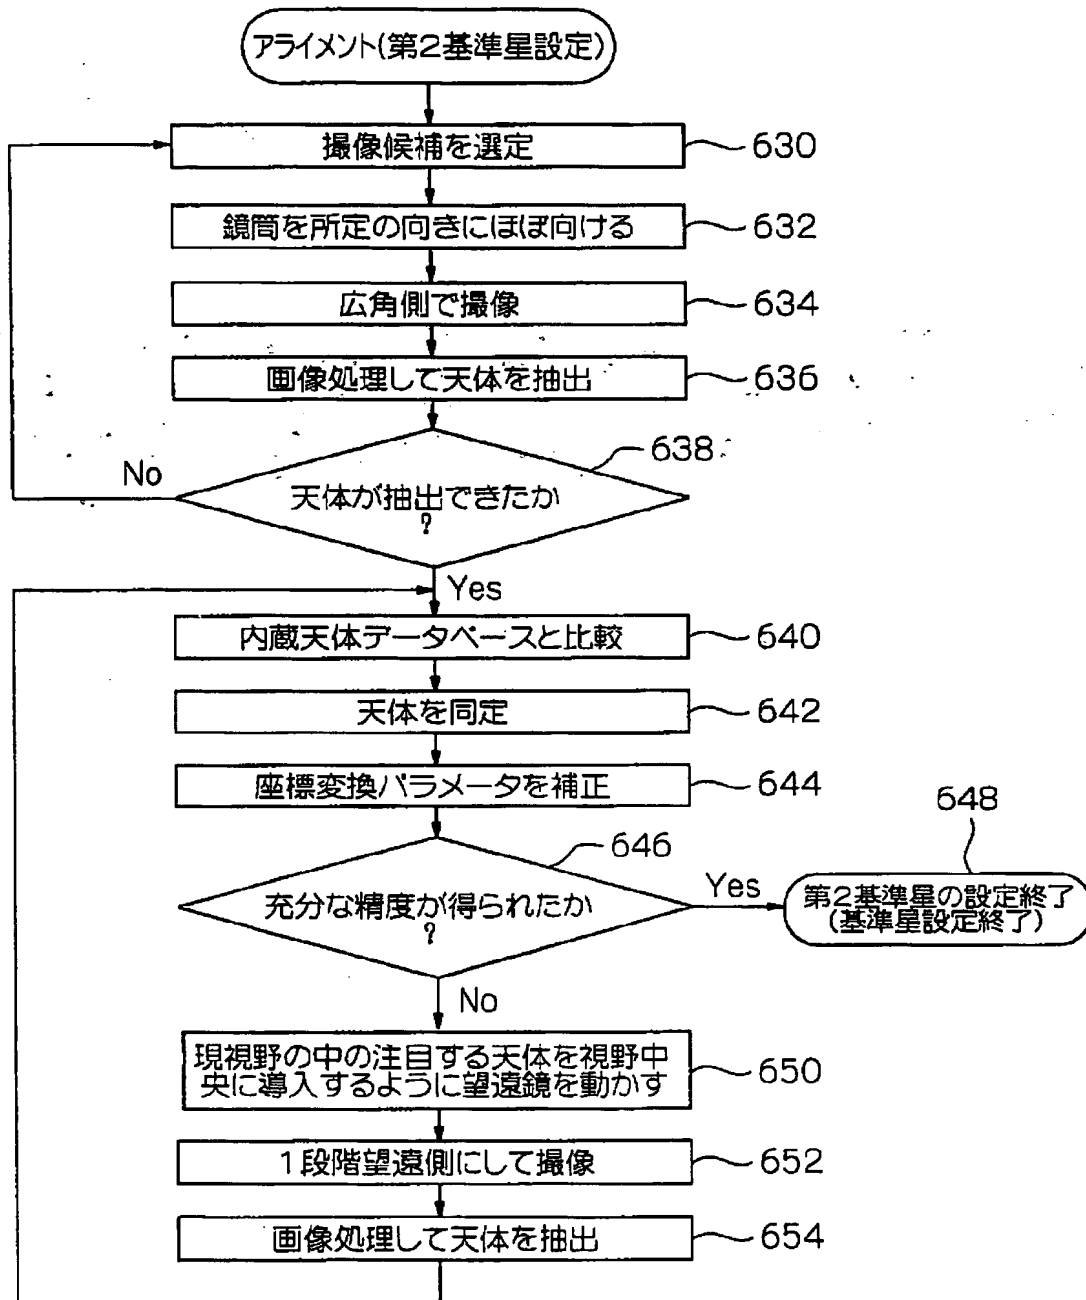 アライメント(第2基準星設定)
撮像候補を選定
630
鏡筒を所定の向きにほぼ向ける
632
広角側で撮像
634
画像処理して天体を抽出
636
638
No
天体が抽出できたか
?
Yes
内蔵天体データベースと比較
640
天体を同定
642
座標変換パラメータを補正
644
648
646
Yes
充分な精度が得られたか
?
第2基準星の設定終了
(基準星設定終了)
No
現視野の中の注目する天体を視野中
央に導入するように望遠鏡を動かす
650
1段階望遠側にして撮像
652
画像処理して天体を抽出
654